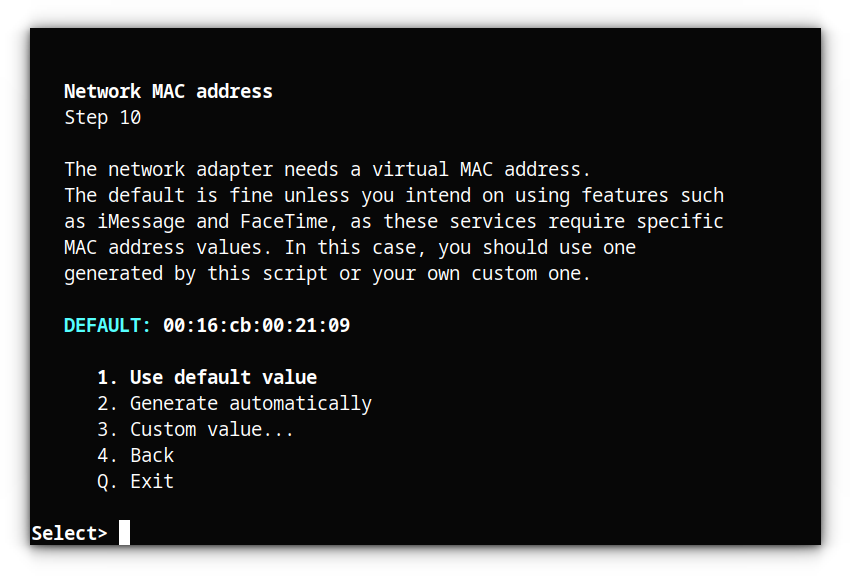 Network MAC address
Step 10
The network adapter needs a virtual MAC address.
The default is fine unless you intend on using features such
as iMessage and FaceTime, as these services require specific
MAC address values. In this case, you should use one
generated by this script or your own custom one.
DEFAULT: 00:16:cb:00:21:09
1. Use default value
2. Generate automatically
3. Custom value...
4. Back
Q. Exit
Select>